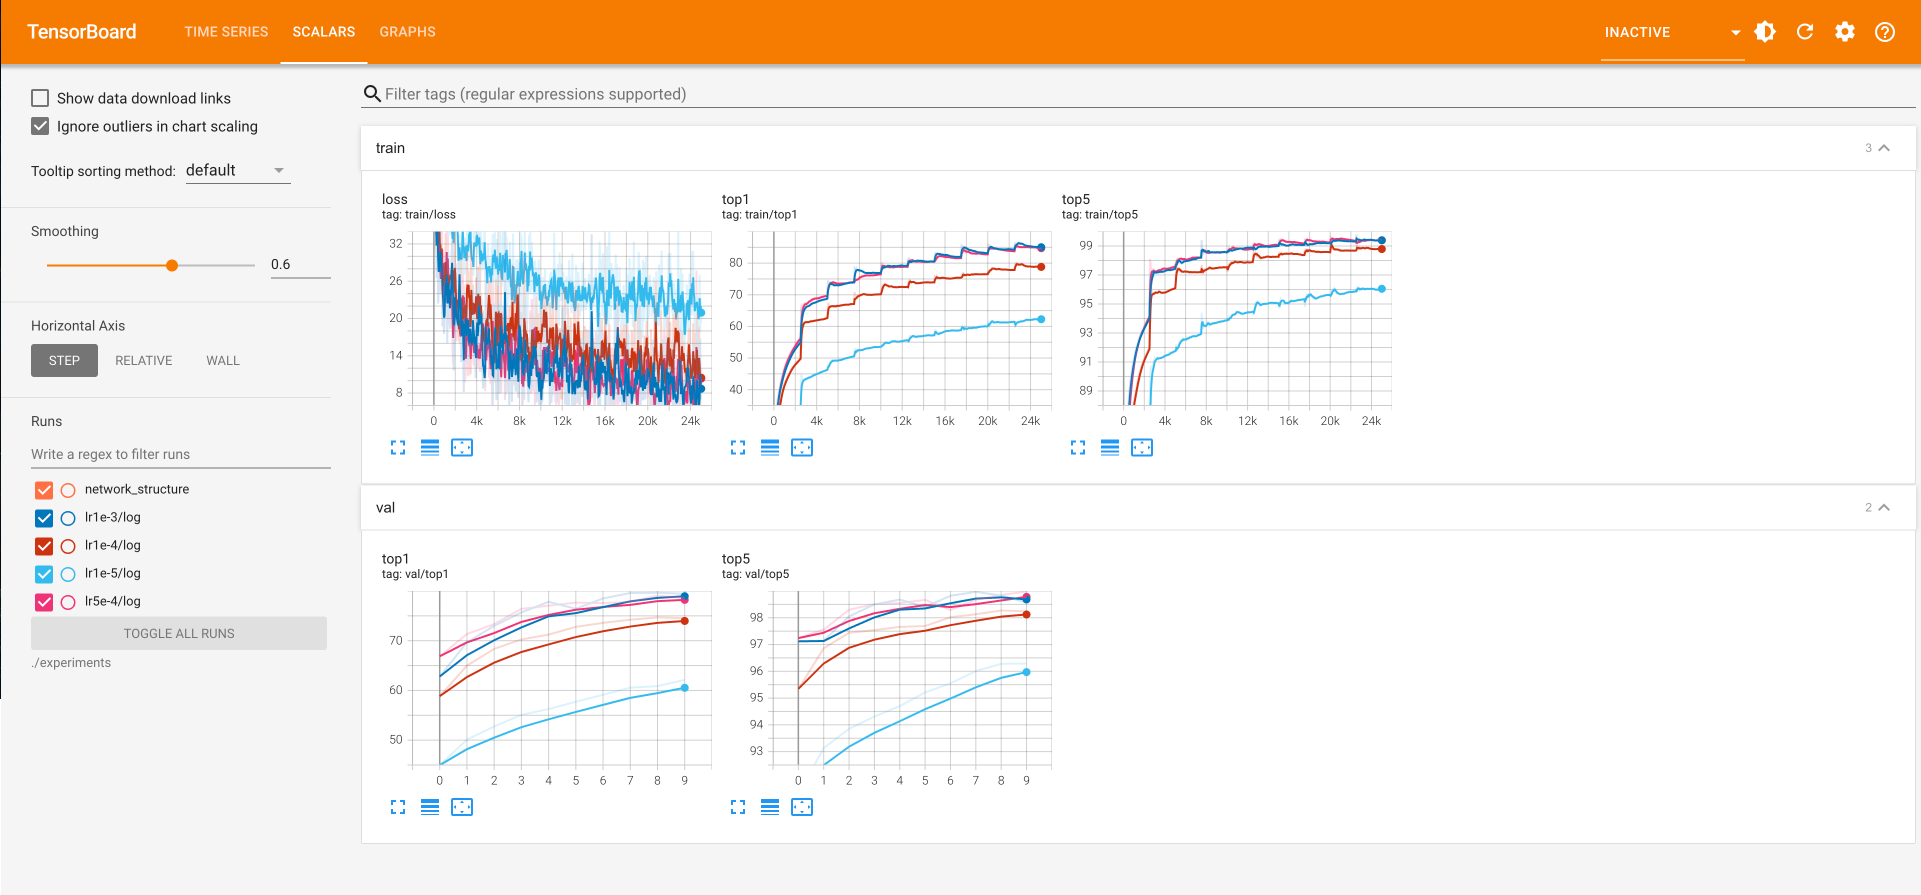 TensorBoard TIME SERIES SCALARS GRAPHS INACTIVE
Show data download links
Ignore outliers in chart scaling
Tooltip sorting method: default
Smoothing
0.6
Horizontal Axis
STEP RELATIVE WALL
Runs
Write a regex to filter runs
network_structure
lr1e-3/log
lr1e-4/log
lr1e-5/log
lr5e-4/log
TOGGLE ALL RUNS
./experiments
Filter tags (regular expressions supported)
train 3
loss
tag: train/loss
32
26
20
14
8
0 4k 8k 12k 16k 20k 24k
top1
tag: train/top1
80
70
60
50
40
0 4k 8k 12k 16k 20k 24k
top5
tag: train/top5
99
97
95
93
91
89
0 4k 8k 12k 16k 20k 24k
val 2
top1
tag: val/top1
70
60
50
0 1 2 3 4 5 6 7 8 9
top5
tag: val/top5
98
97
96
95
94
93
0 1 2 3 4 5 6 7 8 9